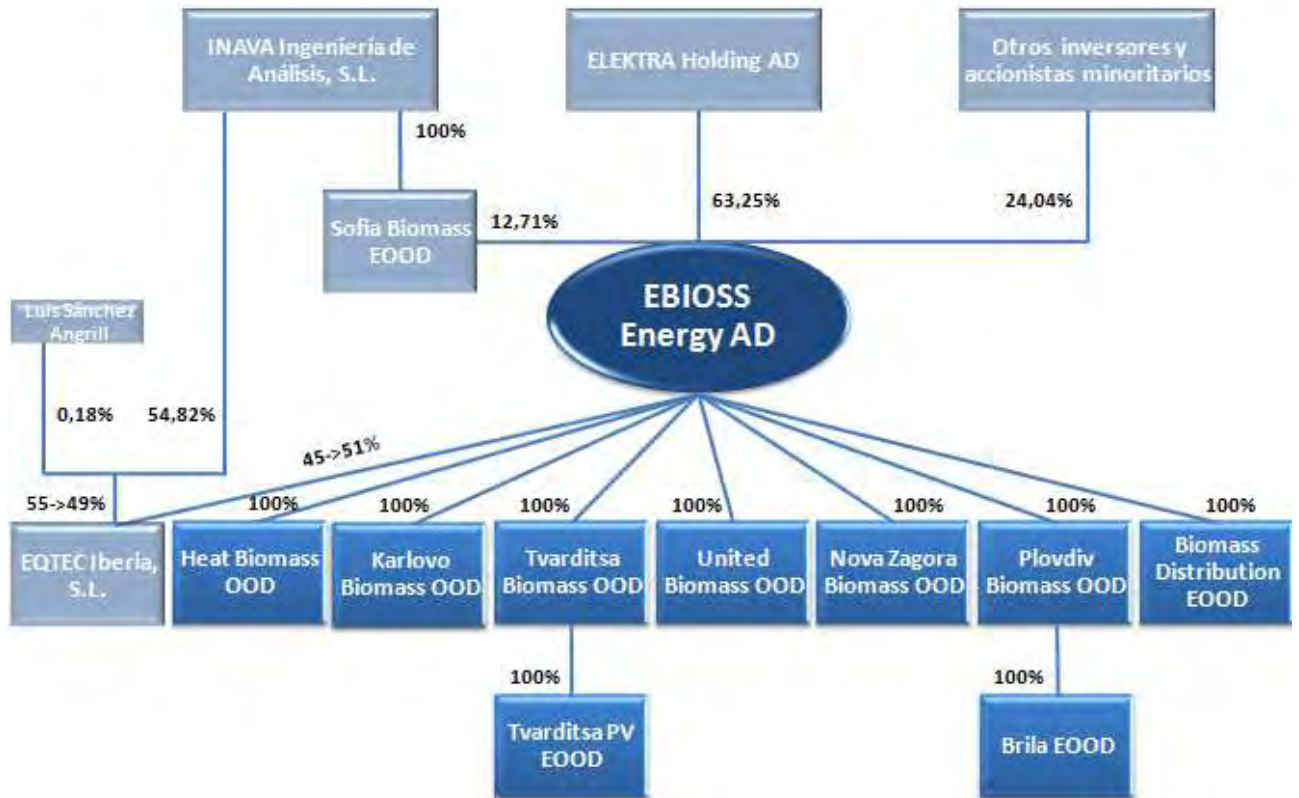 INAVA Ingeniería de
Análisis, S.L.
ELEKTRA Holding AD
Otros inversores y
accionistas minoritarios
100%
Sofia Biomass
EOOD
12,71%
63,25%
24,04%
EBIOSS
Energy AD
Luis Sánchez
Angrill
0,18%
54,82%
45->51%
55->49%
100%
100%
100%
100%
100%
100%
100%
EQTEC Iberia,
S.L.
Heat Biomass
OOD
Karlovo
Biomass OOD
Tvarditsa
Biomass OOD
United
Biomass OOD
Nova Zagora
Biomass OOD
Plovdiv
Biomass OOD
Biomass
Distribution
EOOD
100%
100%
Tvarditsa PV
EOOD
Brila EOOD